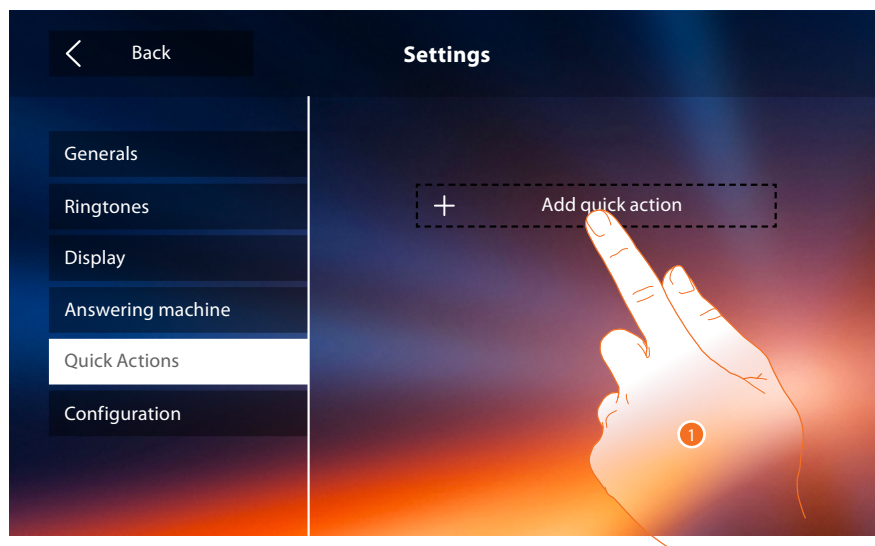 Back
Settings
Generals
Ringtones
Display
Answering machine
Quick Actions
Configuration
Add quick action
1